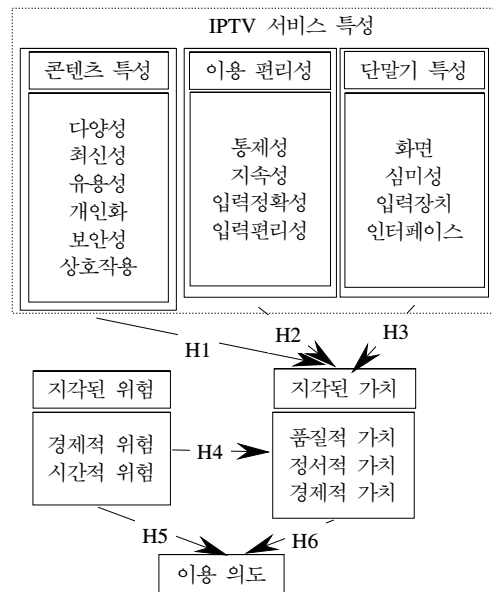 IPTV 서비스 특성
콘텐츠 특성
다양성
최신성
유용성
개인화
보안성
상호작용
이용 편리성
통제성
지속성
입력정확성
입력편리성
단말기 특성
화면
심미성
입력장치
인터페이스
H1
H2
H3
지각된 위험
경제적 위험
시간적 위험
H4
지각된 가치
품질적 가치
정서적 가치
경제적 가치
H5
H6
이용 의도